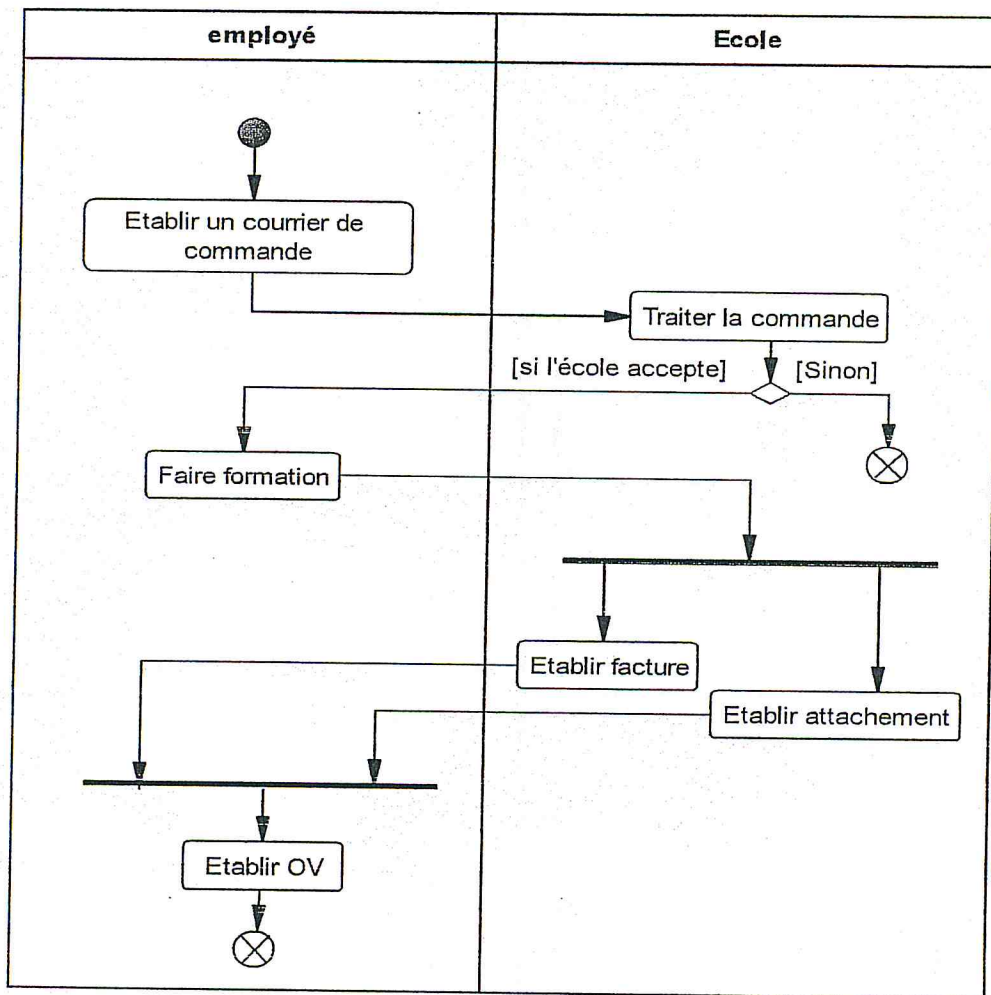 employé
Ecole
Etablir un courrier de
commande
Traiter la commande
[si l'école accepte]
[Sinon]
Faire formation
Etablir facture
Etablir attachement
Etablir OV